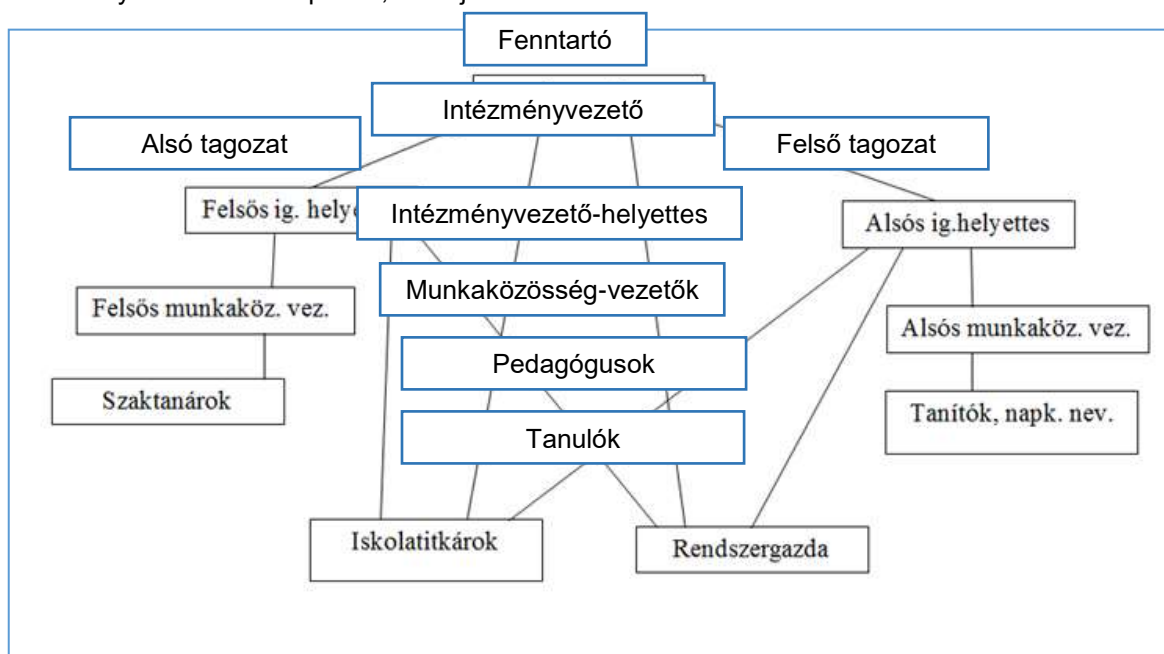 Fenntartó
Intézményvezető
Alsó tagozat
Felső tagozat
Felsős ig.
Intézményvezető-helyettes
Alsós ig.helyettes
Munkaközösség-vezetők
Felsős munkaköz. vez.
Alsós munkaköz. vez.
Pedagógusok
Szaktanárok
Tanítók, napk. nev.
Tanulók
Iskolatitkárok
Rendszergazda